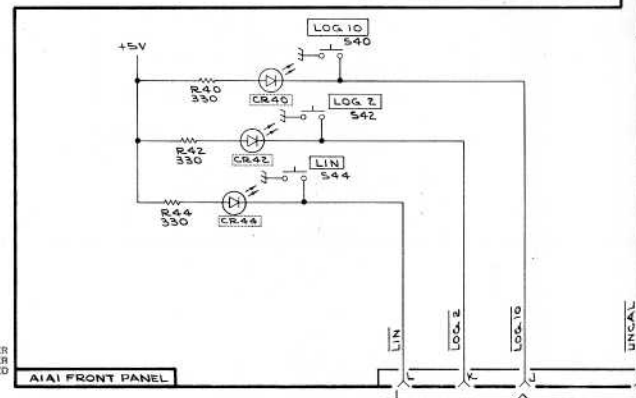 LOG 10
S40
+5V
R40
330
CR40
LOG 2
S42
R42
330
CR42
LIN
S44
R44
330
CR44
LIN
LOG 2
LOG 10
UNCAL
A1A1 FRONT PANEL
L
K
J